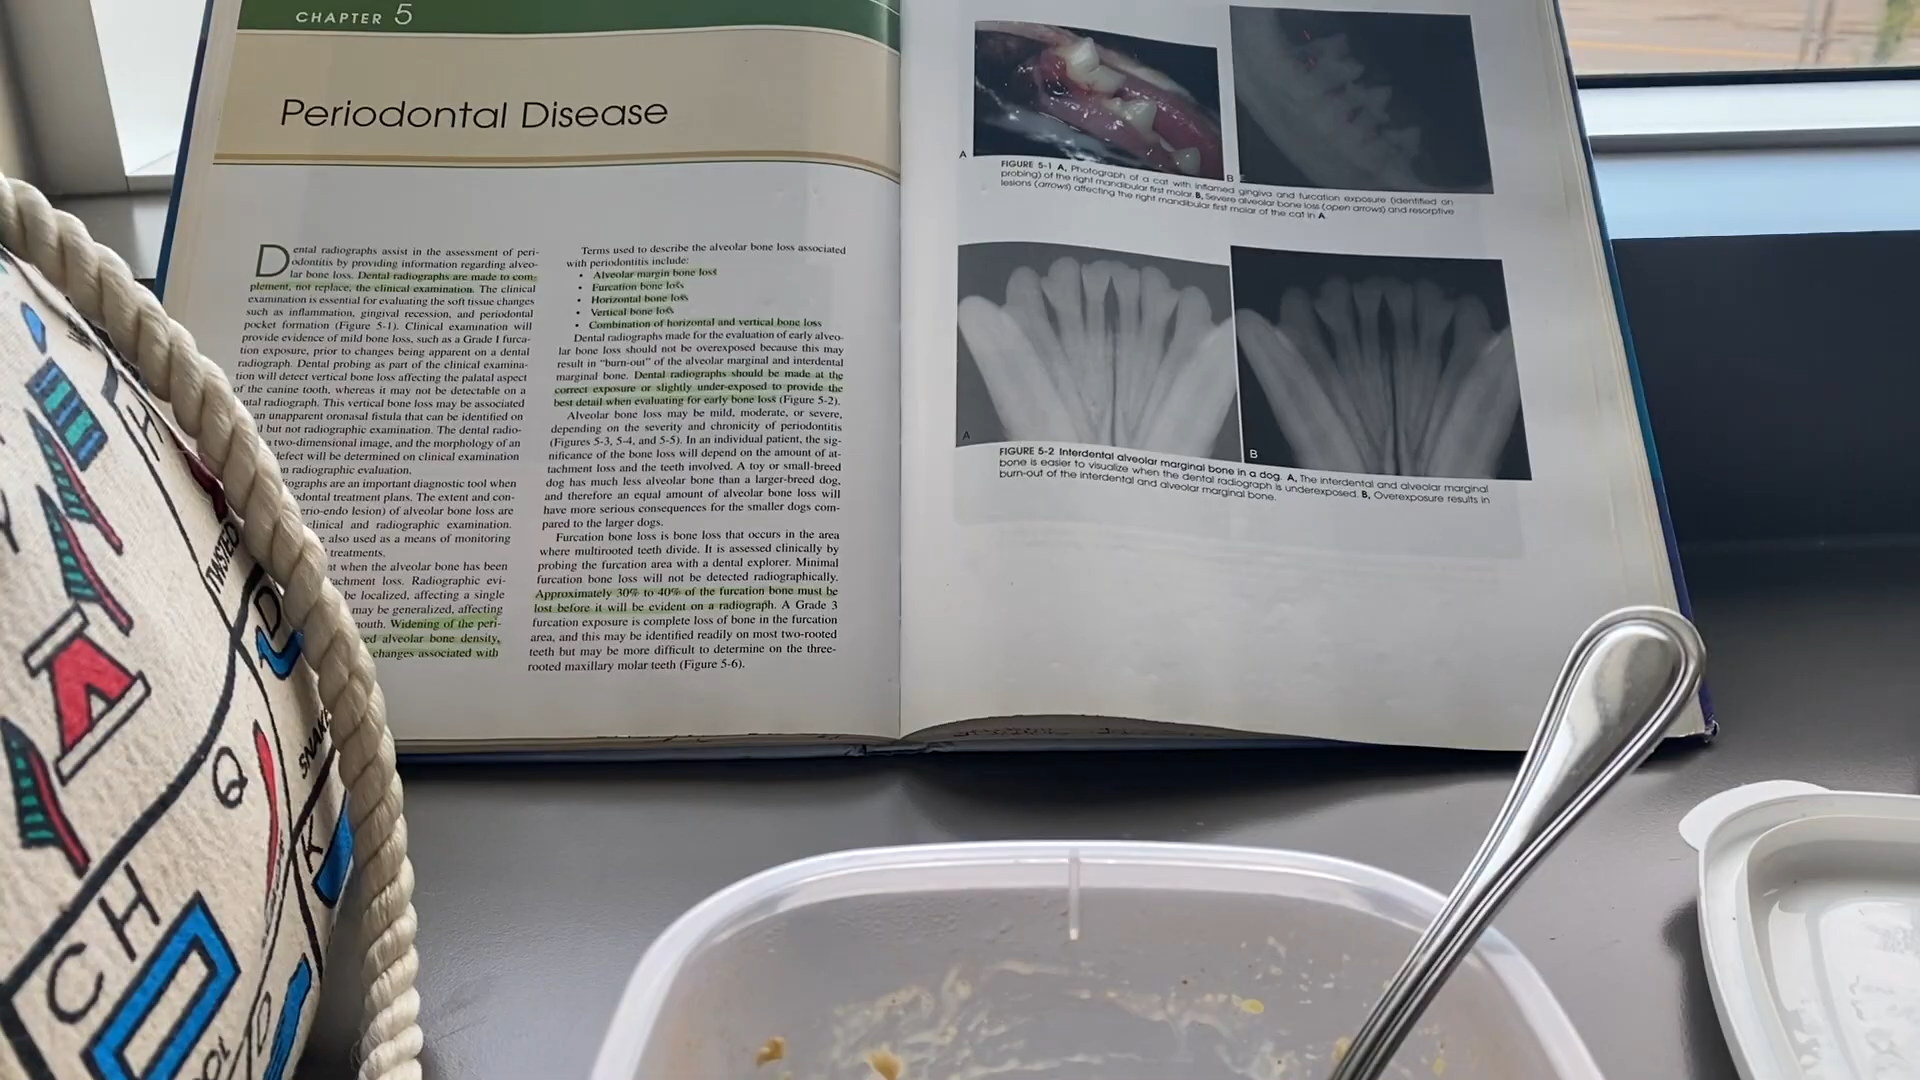 CHAPTER 5
Periodontal Disease
Dental radiographs assist in the assessment of peri-
odontitis by providing information regarding alveo-
lar bone loss. Dental radiographs are made to com-
plement, not replace, the clinical examination. The clinical
examination is essential for evaluating the soft tissue changes
such as inflammation, gingival recession, and periodontal
pocket formation (Figure 5-1). Clinical examination will
provide evidence of mild bone loss, such as a Grade I furca-
tion exposure, prior to changes being apparent on a dental
radiograph. Dental probing as part of the clinical examina-
tion will detect vertical bone loss affecting the palatal aspect
of the canine tooth, whereas it may not be detectable on a
ntal radiograph. This vertical bone loss may be associated
an unapparent oronasal fistula that can be identified on
l but not radiographic examination. The dental radio-
a two-dimensional image, and the morphology of an
defect will be determined on clinical examination
n radiographic evaluation.
iographs are an important diagnostic tool when
odontal treatment plans. The extent and con-
erio-endo lesion) of alveolar bone loss are
clinical and radiographic examination.
e also used as a means of monitoring
treatments.
nt when the alveolar bone has been
tachment loss. Radiographic evi-
be localized, affecting a single
may be generalized, affecting
outh. Widening of the peri-
ed alveolar bone density,
changes associated with
Terms used to describe the alveolar bone loss associated
with periodontitis include:
• Alveolar margin bone loss
• Furcation bone loss
• Horizontal bone loss
• Vertical bone loss
• Combination of horizontal and vertical bone loss
Dental radiographs made for the evaluation of early alveo-
lar bone loss should not be overexposed because this may
result in "burn-out" of the alveolar marginal and interdental
marginal bone. Dental radiographs should be made at the
correct exposure or slightly under-exposed to provide the
best detail when evaluating for early bone loss (Figure 5-2).
Alveolar bone loss may be mild, moderate, or severe,
depending on the severity and chronicity of periodontitis
(Figures 5-3, 5-4, and 5-5). In an individual patient, the sig-
nificance of the bone loss will depend on the amount of at-
tachment loss and the teeth involved. A toy or small-breed
dog has much less alveolar bone than a larger-breed dog,
and therefore an equal amount of alveolar bone loss will
have more serious consequences for the smaller dogs com-
pared to the larger dogs.
Furcation bone loss is bone loss that occurs in the area
where multirooted teeth divide. It is assessed clinically by
probing the furcation area with a dental explorer. Minimal
furcation bone loss will not be detected radiographically.
Approximately 30% to 40% of the furcation bone must be
lost before it will be evident on a radiograph. A Grade 3
furcation exposure is complete loss of bone in the furcation
area, and this may be identified readily on most two-rooted
teeth but may be more difficult to determine on the three-
rooted maxillary molar teeth (Figure 5-6).
A
B
FIGURE 5-1 A, Photograph of a cat with inflamed gingiva and furcation exposure (identified on
probing) of the right mandibular first molar. B, Severe alveolar bone loss (open arrows) and resorptive
lesions (arrows) affecting the right mandibular first molar of the cat in A.
A
B
FIGURE 5-2 Interdental alveolar marginal bone in a dog. A, The interdental and alveolar marginal
bone is easier to visualize when the dental radiograph is underexposed. B, Overexposure results in
burn-out of the interdental and alveolar marginal bone.
H
TWISTED
D
SNAKE
Q
K
CH
D